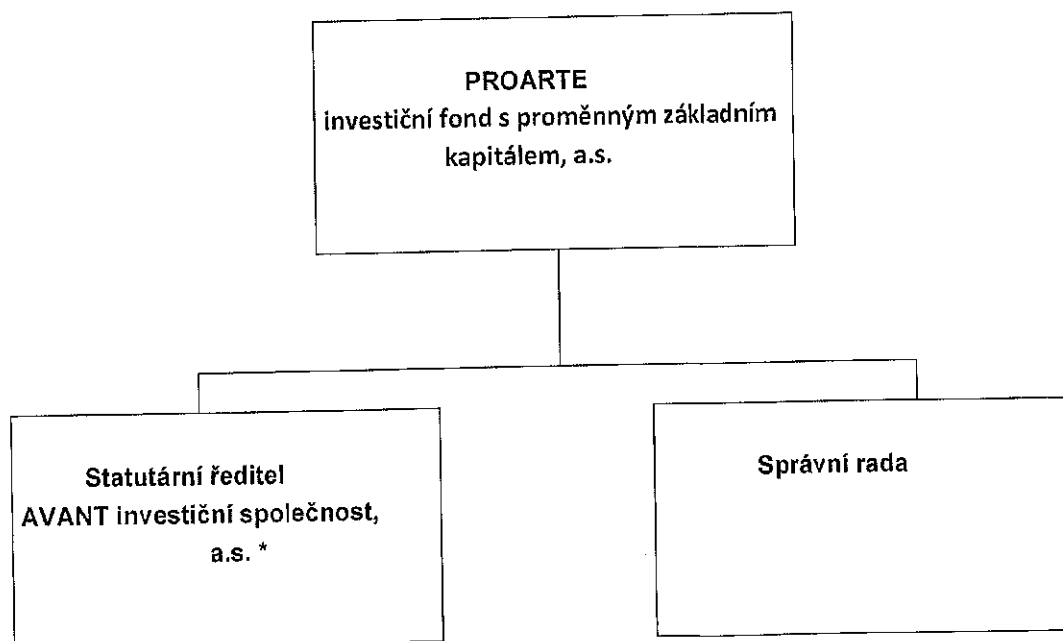 PROARTE
investiční fond s proměnným základním
kapitálem, a.s.
Statutární ředitel
AVANT investiční společnost,
a.s. *
Správní rada